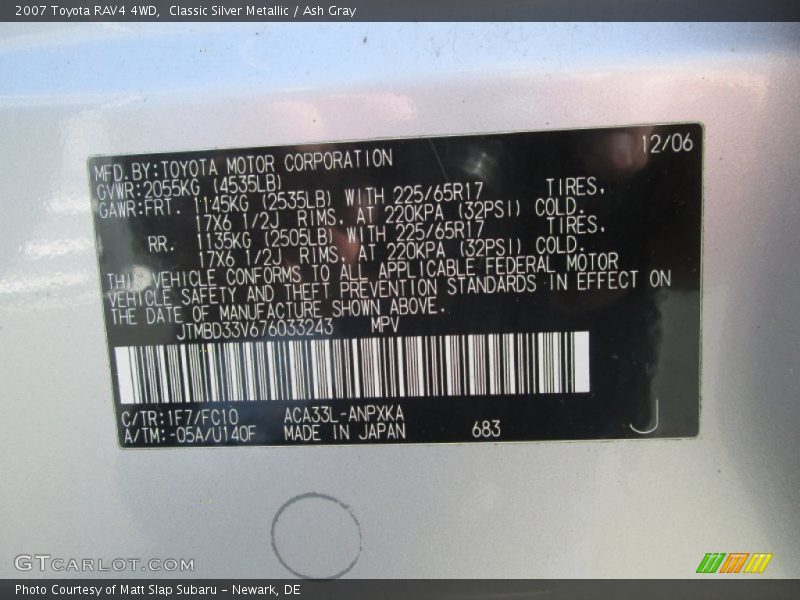 2007 Toyota RAV4 4WD,  Classic Silver Metallic / Ash Gray
12/06
MFD.BY:TOYOTA MOTOR CORPORATION
GVWR:2055KG (4535LB)
GAWR:FRT. 1145KG (2535LB) WITH 225/65R17 TIRES,
17X6 1/2J RIMS, AT 220KPA (32PSI) COLD.
RR. 1135KG (2505LB) WITH 225/65R17 TIRES,
17X6 1/2J RIMS, AT 220KPA (32PSI) COLD.
THIS VEHICLE CONFORMS TO ALL APPLICABLE FEDERAL MOTOR
VEHICLE SAFETY AND THEFT PREVENTION STANDARDS IN EFFECT ON
THE DATE OF MANUFACTURE SHOWN ABOVE.
JTMBD33V676033243 MPV
C/TR:1F7/FC10 ACA33L-ANPXKA
A/TM:-05A/U140F MADE IN JAPAN 683 J
GTCARLOT.COM
Photo Courtesy of Matt Slap Subaru - Newark, DE